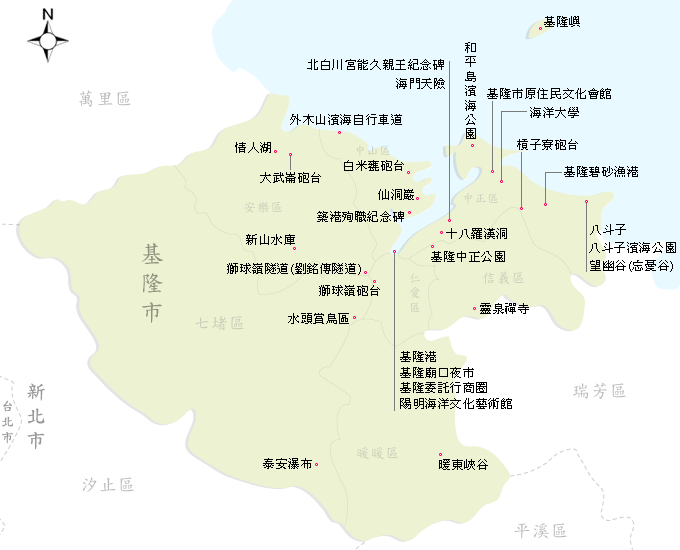 N
基隆嶼
和平島濱海公園
北白川宮能久親王紀念碑
海門天險
基隆市原住民文化會館
萬里區
海洋大學
外木山濱海自行車道
槓子寮砲台
情人湖
中山區
白米甕砲台
基隆碧砂漁港
大武崙砲台
仙洞巖
中正區
安樂區
築港殉職紀念碑
八斗子
八斗子濱海公園
望幽谷(忘憂谷)
十八羅漢洞
新山水庫
基隆中正公園
基隆市
獅球嶺隧道(劉銘傳隧道)
信義區
仁愛區
獅球嶺砲台
靈泉禪寺
水頭賞鳥區
七堵區
基隆港
基隆廟口夜市
基隆委託行商圈
陽明海洋文化藝術館
新北市
台北市
瑞芳區
暖暖區
泰安瀑布
暖東峽谷
汐止區
平溪區